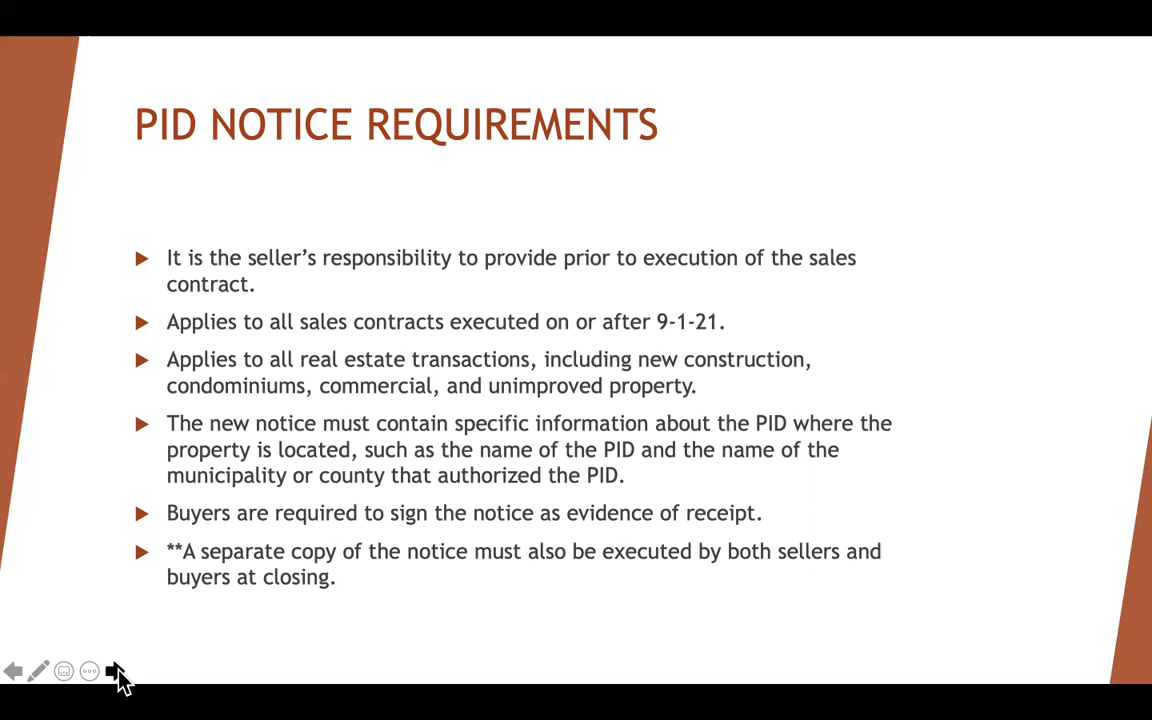 PID NOTICE REQUIREMENTS
It is the seller's responsibility to provide prior to execution of the sales
contract.
Applies to all sales contracts executed on or after 9-1-21.
Applies to all real estate transactions, including new construction,
condominiums, commercial, and unimproved property.
The new notice must contain specific information about the PID where the
property is located, such as the name of the PID and the name of the
municipality or county that authorized the PID.
Buyers are required to sign the notice as evidence of receipt.
**A separate copy of the notice must also be executed by both sellers and
buyers at closing.